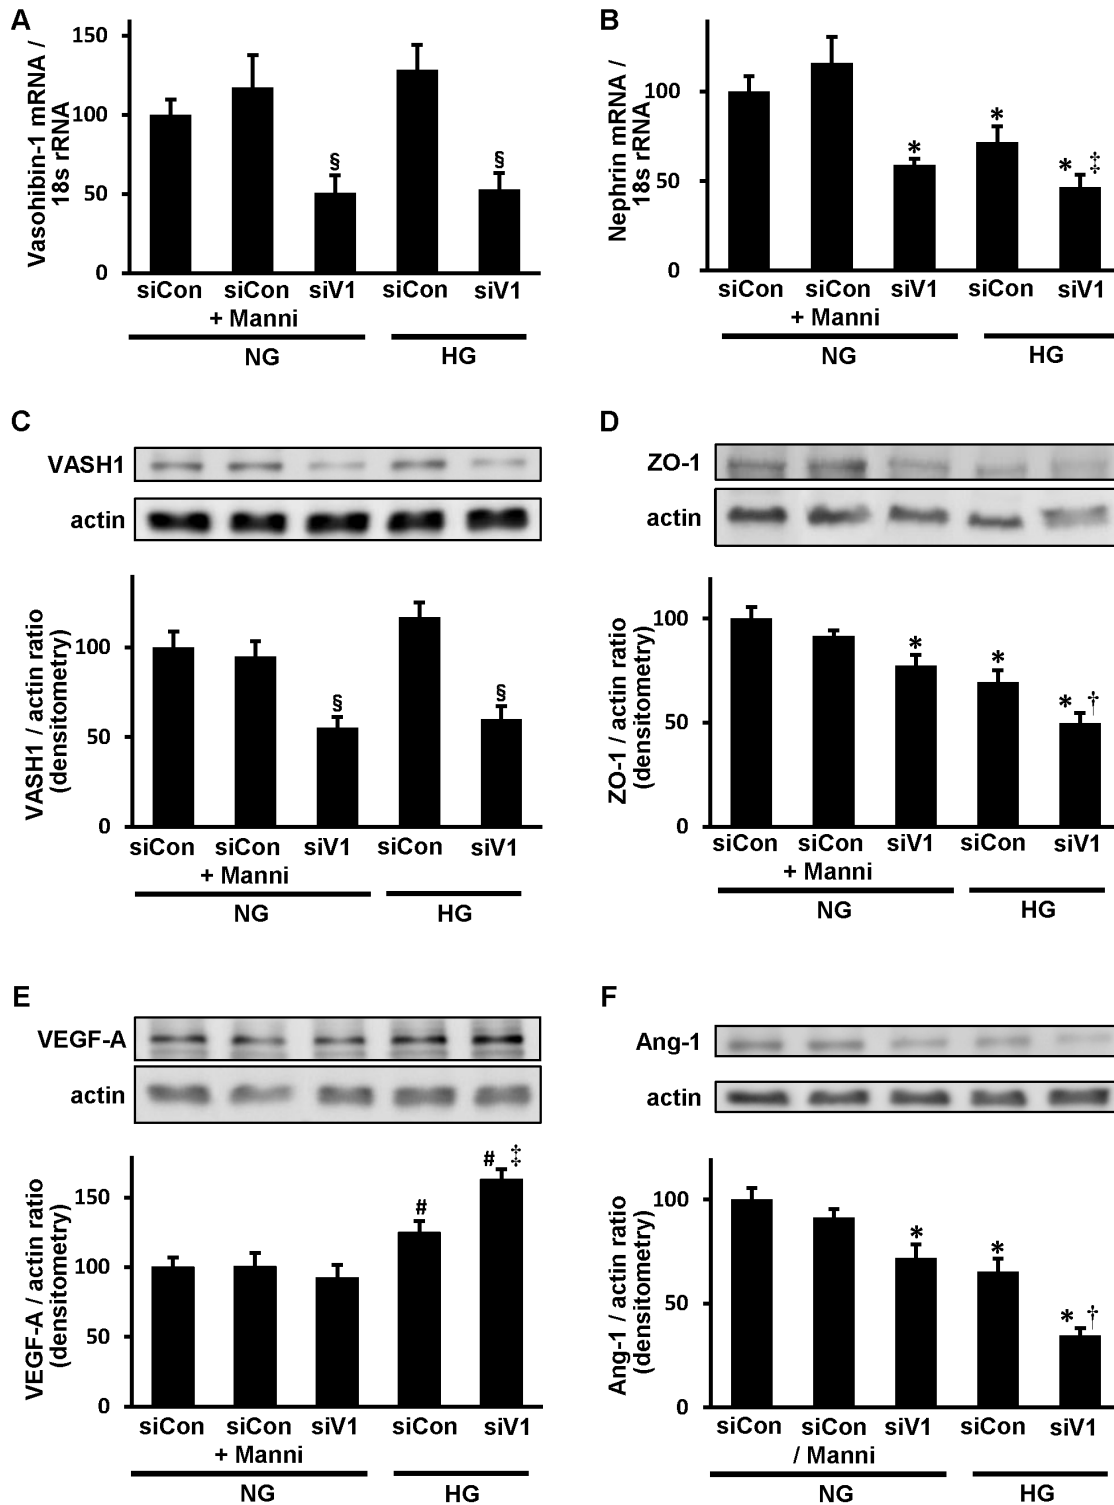 A
Vasohibin-1 mRNA /
18s rRNA
150
100
50
0
§
§
siCon
siCon
siV1
siCon
siV1
+ Manni
NG
HG
B
Nephrin mRNA /
18s rRNA
100
50
0
*
*
* ‡
siCon
siCon
siV1
siCon
siV1
+ Manni
NG
HG
C
VASH1
actin
VASH1 / actin ratio
(densitometry)
100
50
0
§
§
siCon
siCon
siV1
siCon
siV1
+ Manni
NG
HG
D
ZO-1
actin
ZO-1 / actin ratio
(densitometry)
100
50
0
*
*
* †
siCon
siCon
siV1
siCon
siV1
+ Manni
NG
HG
E
VEGF-A
actin
VEGF-A / actin ratio
(densitometry)
150
100
50
0
#
# ‡
siCon
siCon
siV1
siCon
siV1
+ Manni
NG
HG
F
Ang-1
actin
Ang-1 / actin ratio
(densitometry)
100
50
0
*
*
* †
siCon
siCon
siV1
siCon
siV1
/ Manni
NG
HG